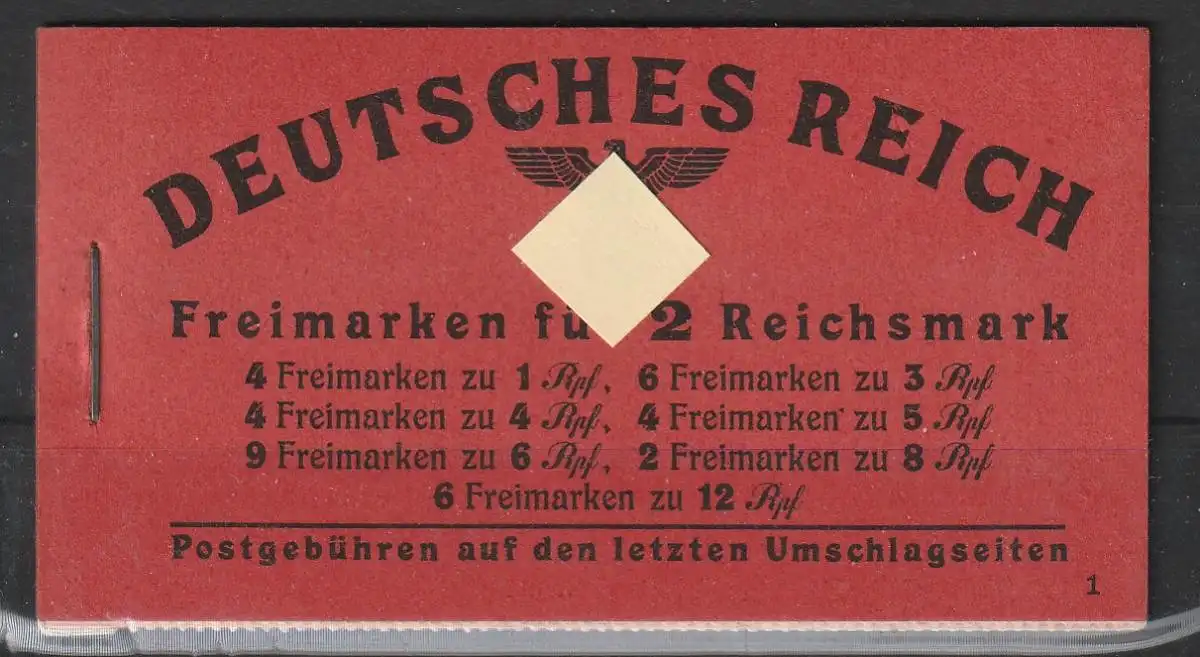 DEUTSCHES REICH
Freimarken fü 2 Reichsmark
4 Freimarken zu 1 Rpf, 6 Freimarken zu 3 Rpf
4 Freimarken zu 4 Rpf, 4 Freimarken zu 5 Rpf
9 Freimarken zu 6 Rpf, 2 Freimarken zu 8 Rpf
6 Freimarken zu 12 Rpf
Postgebühren auf den letzten Umschlagseiten
1